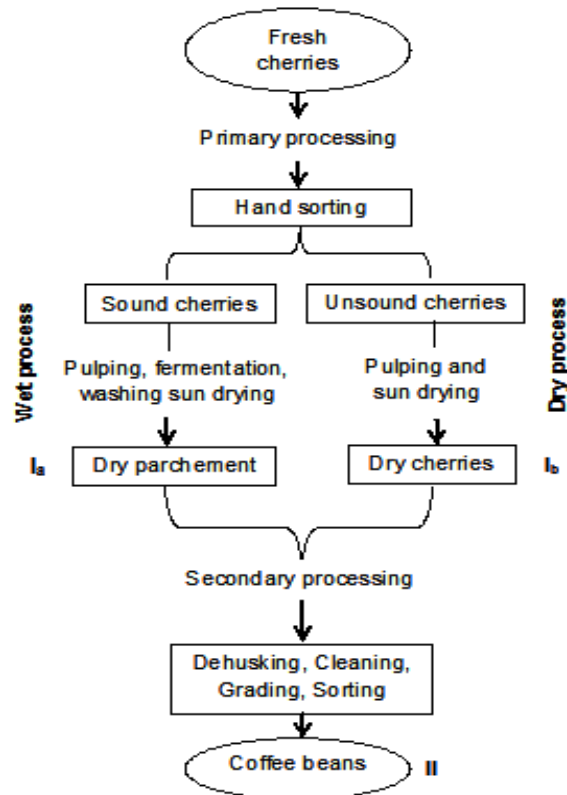 Fresh
cherries
Primary processing
Hand sorting
Sound cherries
Unsound cherries
Wet process
Dry process
Pulping, fermentation,
washing sun drying
Pulping and
sun drying
Ia
Dry parchement
Dry cherries
Ib
Secondary processing
Dehusking, Cleaning,
Grading, Sorting
Coffee beans
II